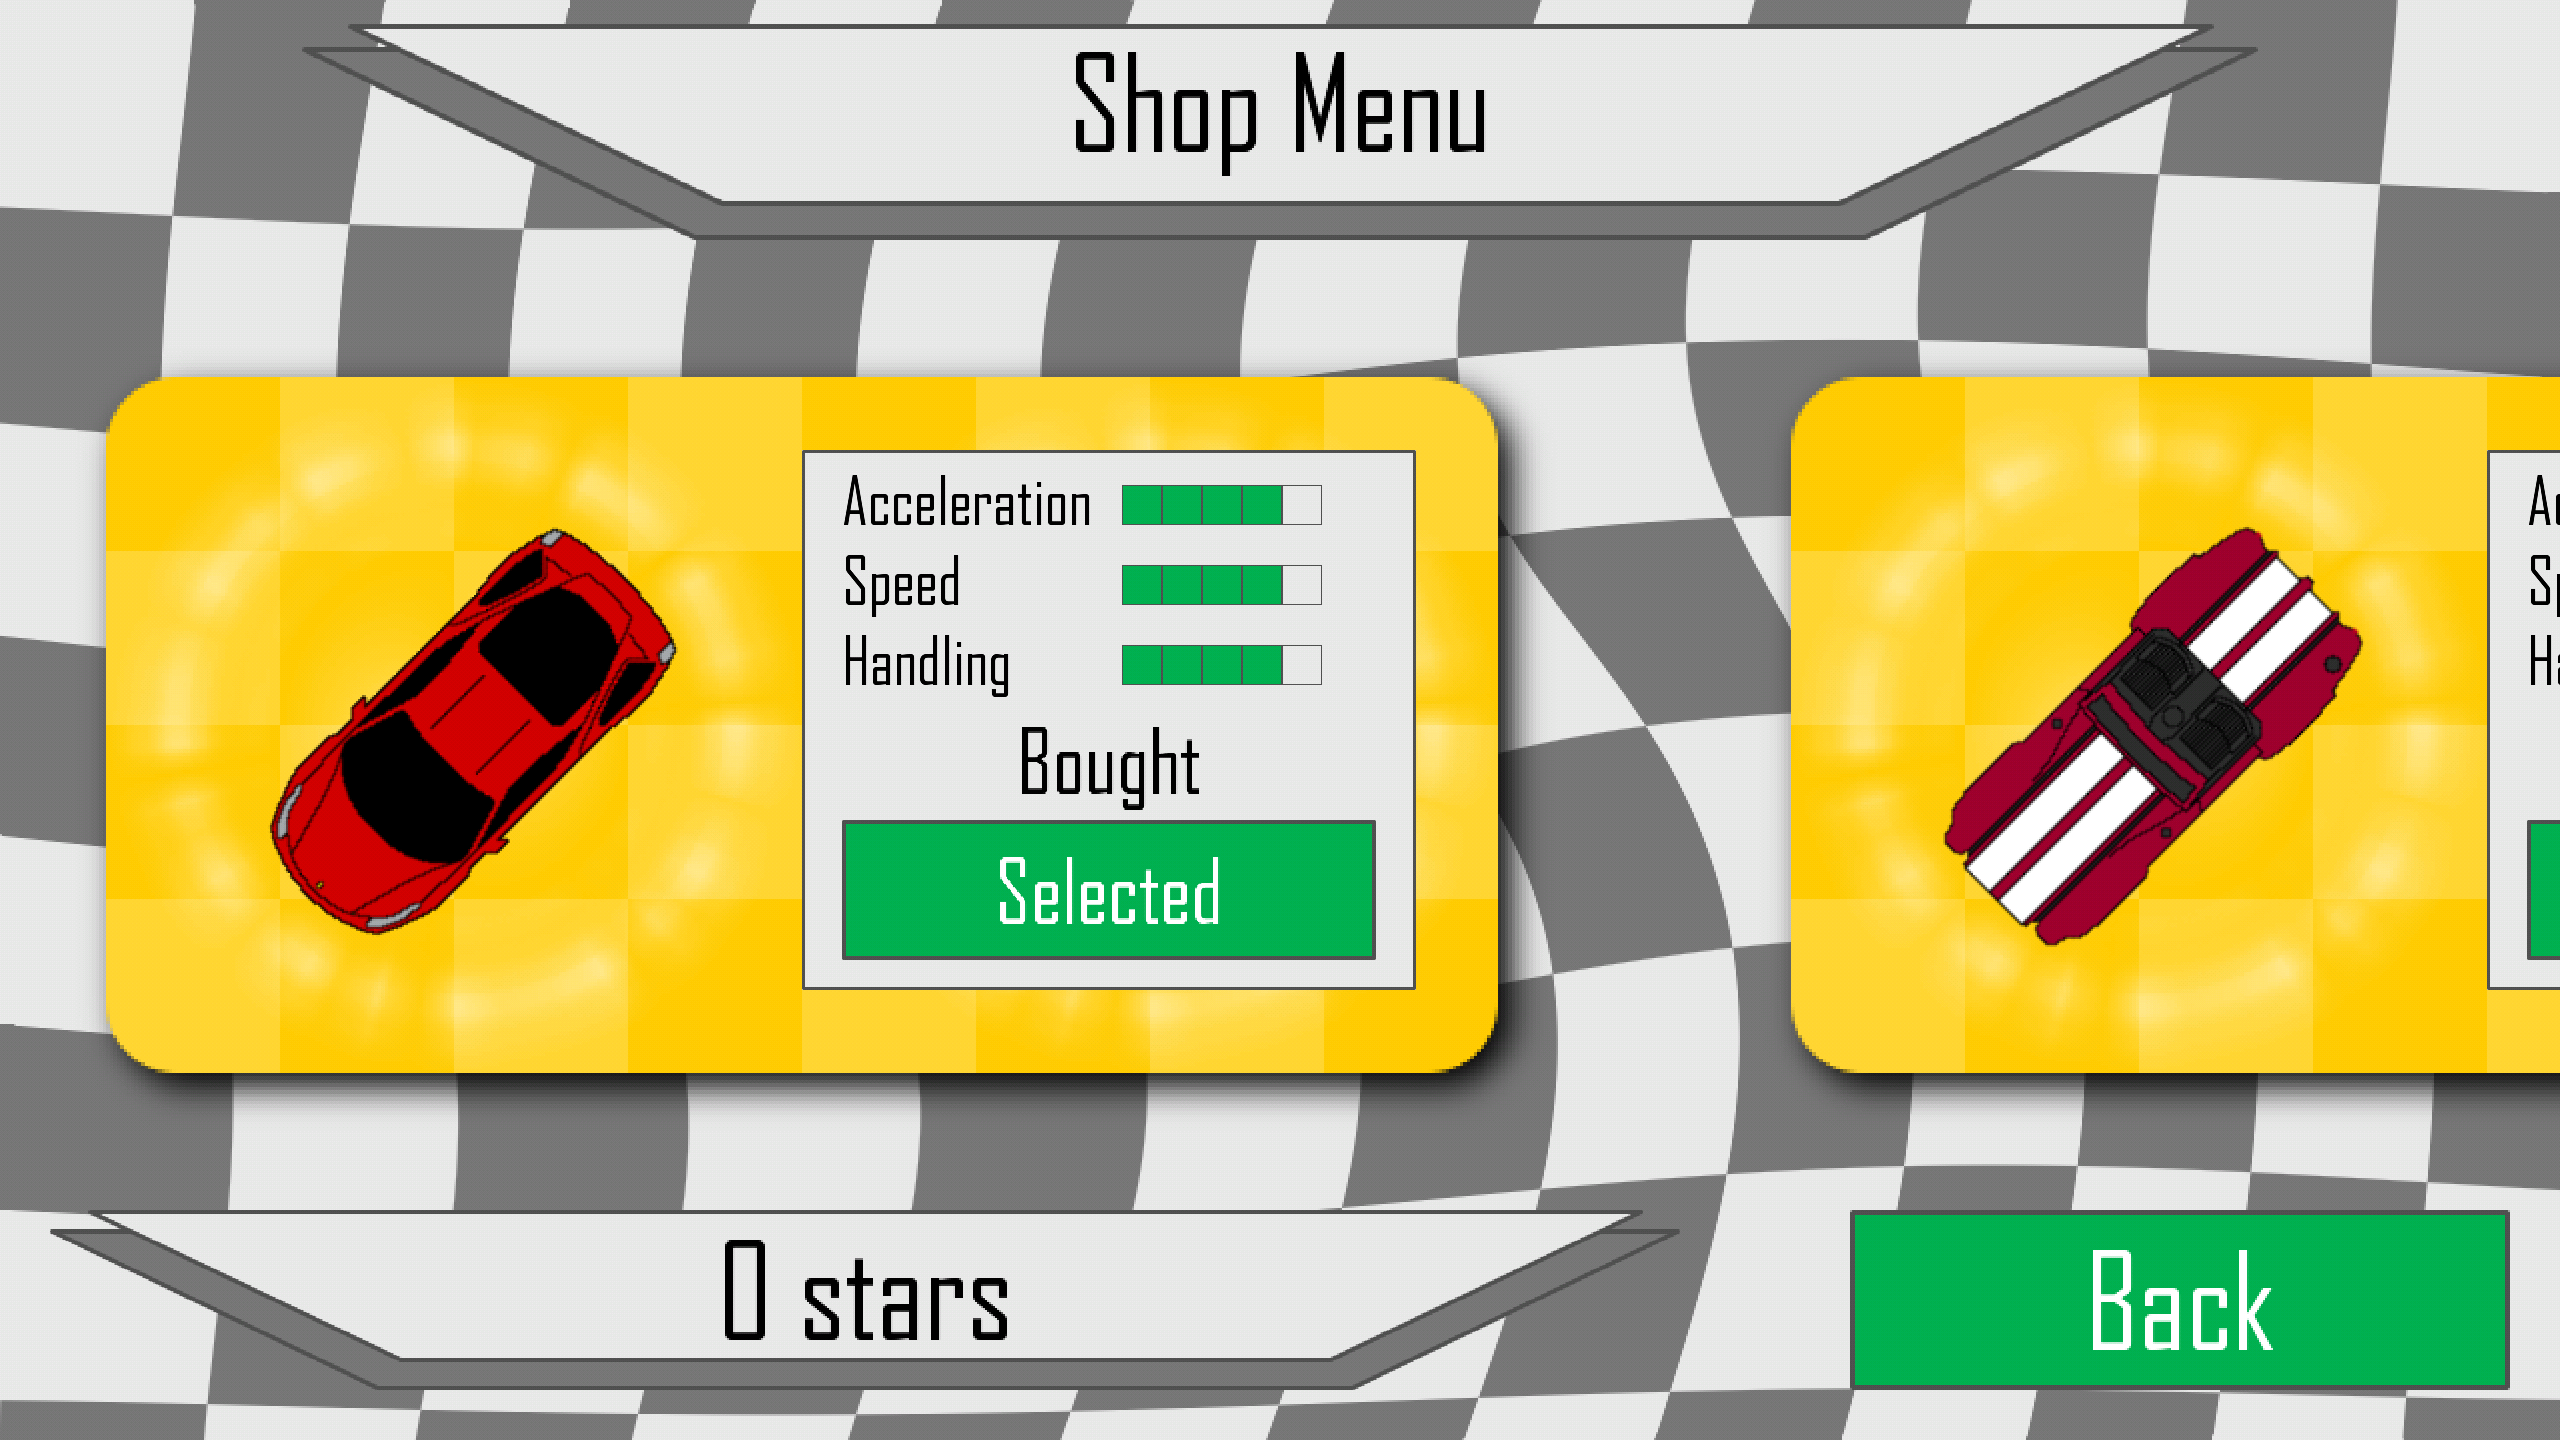 Shop Menu
Acceleration
Speed
Handling
Bought
Selected
0 stars
Back